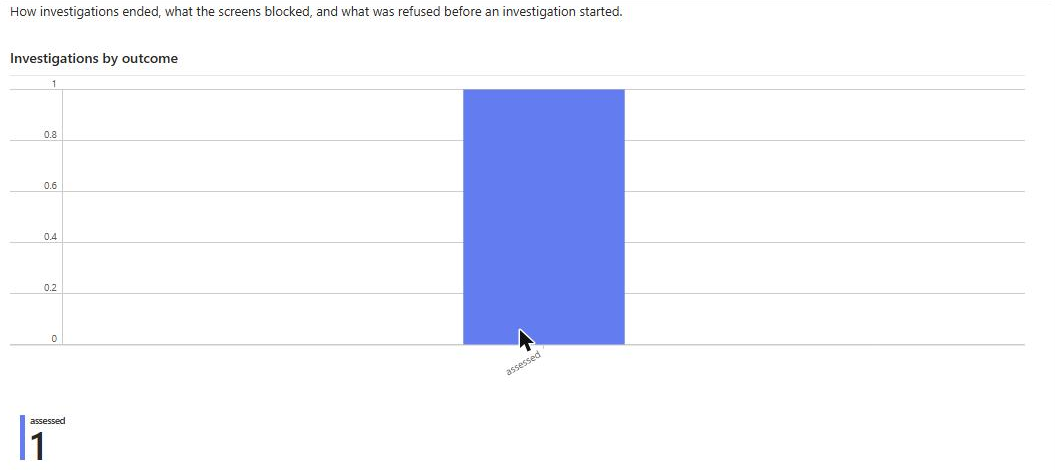 How investigations ended, what the screens blocked, and what was refused before an investigation started.
Investigations by outcome
1
0.8
0.6
0.4
0.2
0
assessed
assessed
1